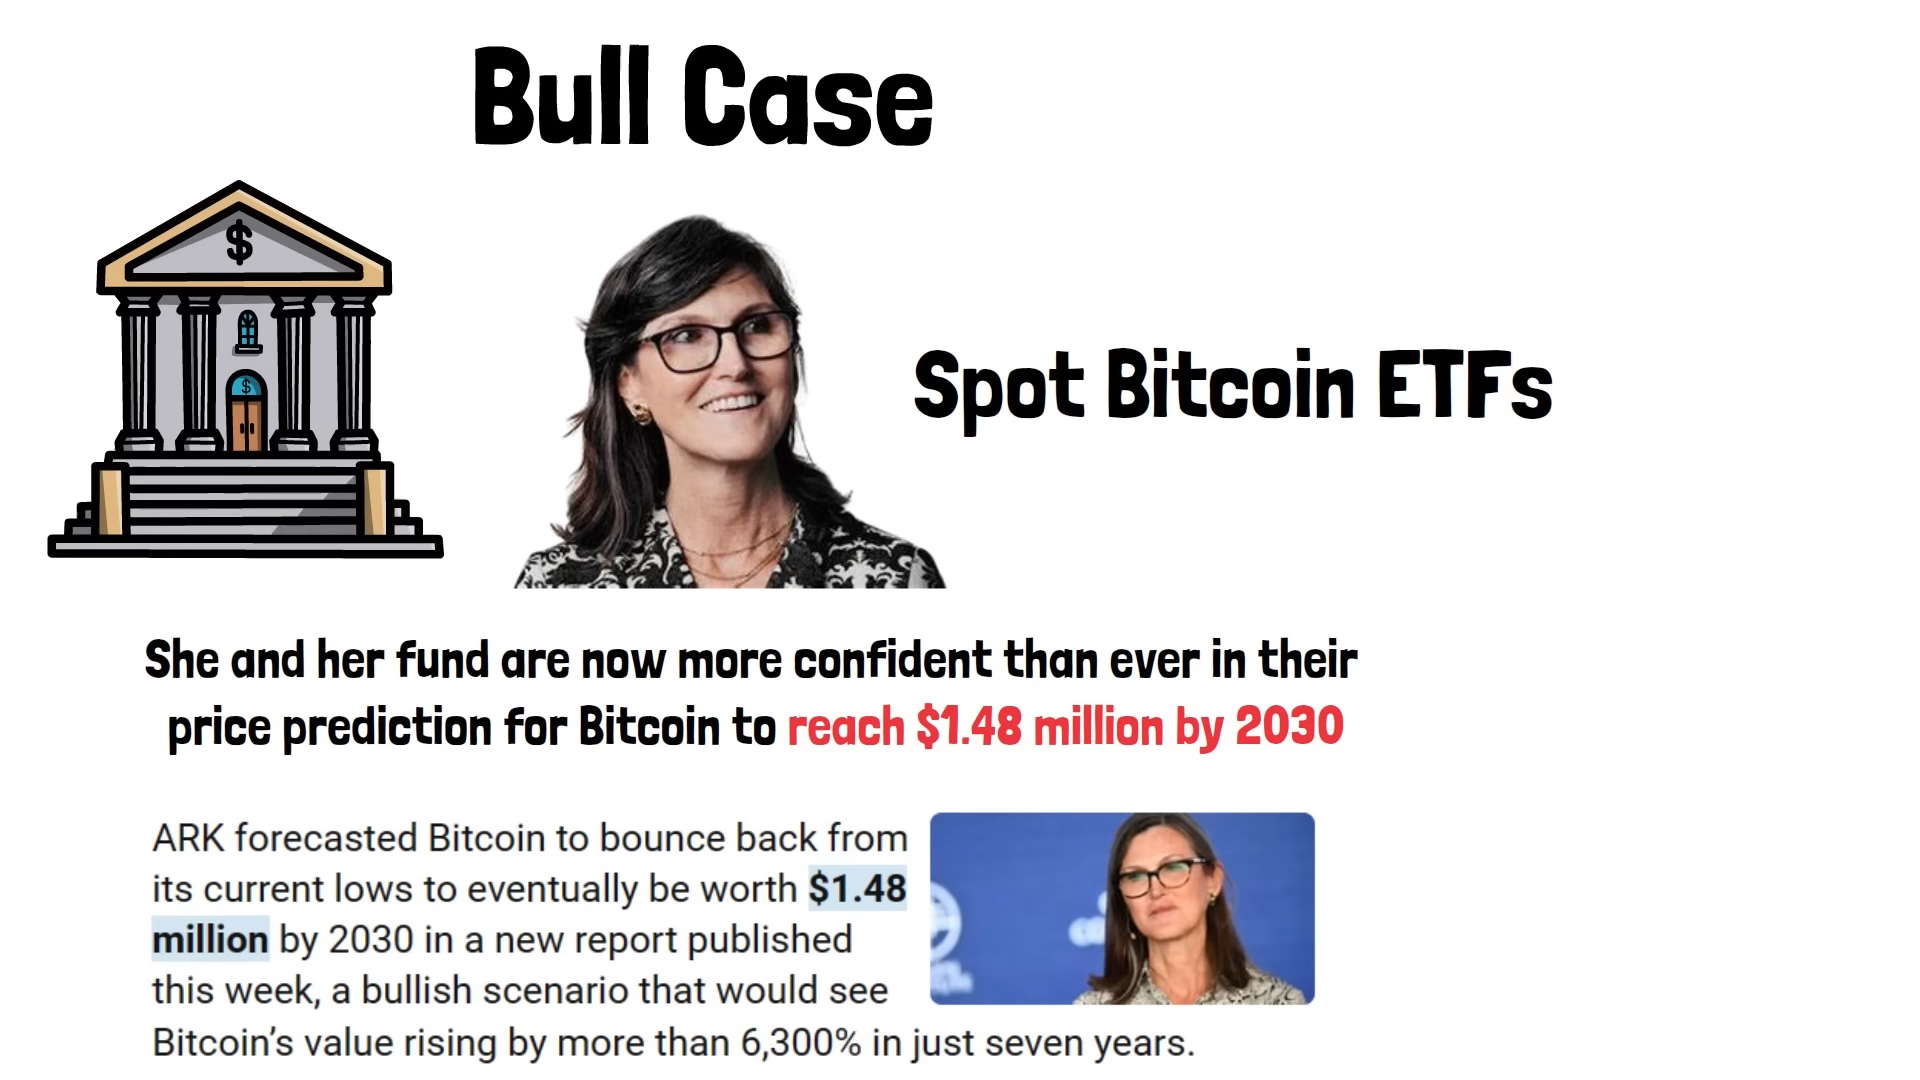 Bull Case
$
$
Spot Bitcoin ETFs
She and her fund are now more confident than ever in their
price prediction for Bitcoin to reach $1.48 million by 2030
ARK forecasted Bitcoin to bounce back from
its current lows to eventually be worth $1.48
million by 2030 in a new report published
this week, a bullish scenario that would see
Bitcoin’s value rising by more than 6,300% in just seven years.